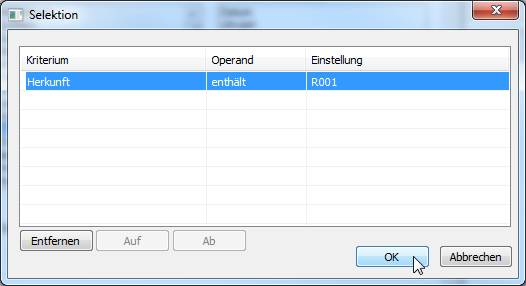 Selektion
Kriterium Operand Einstellung
Herkunft enthält R001
Entfernen Auf Ab
OK Abbrechen